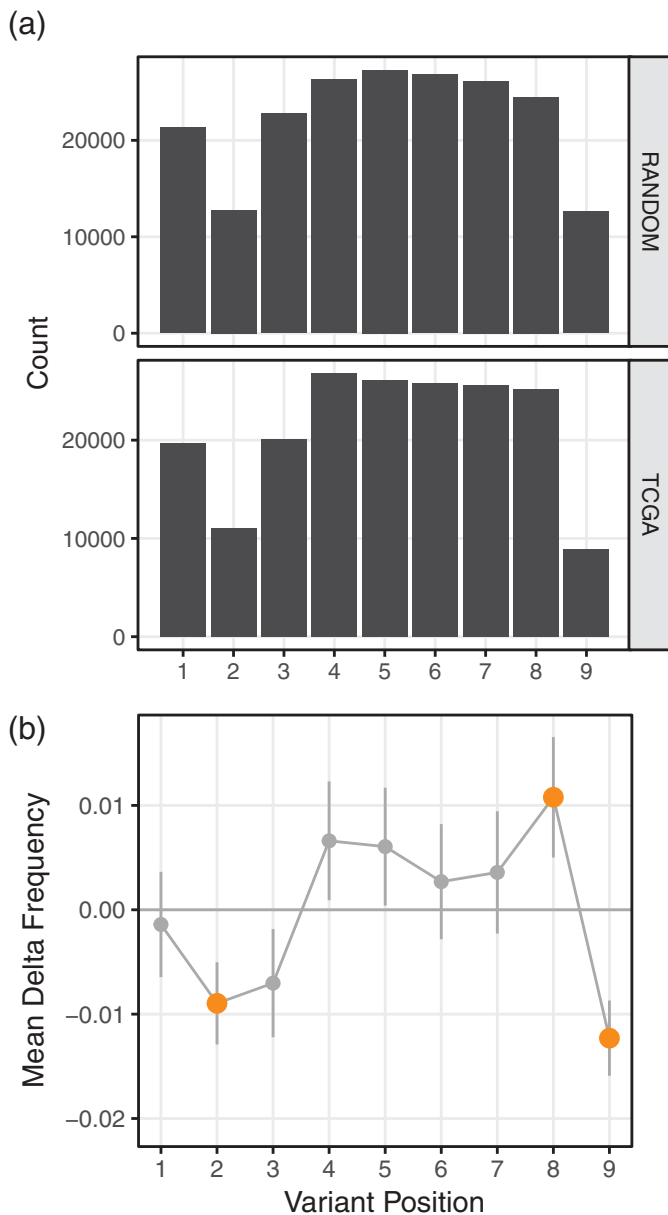 (a)
Count
20000
10000
0
RANDOM
20000
10000
0
TCGA
1 2 3 4 5 6 7 8 9
(b)
Mean Delta Frequency
0.01
0.00
−0.01
−0.02
1 2 3 4 5 6 7 8 9
Variant Position